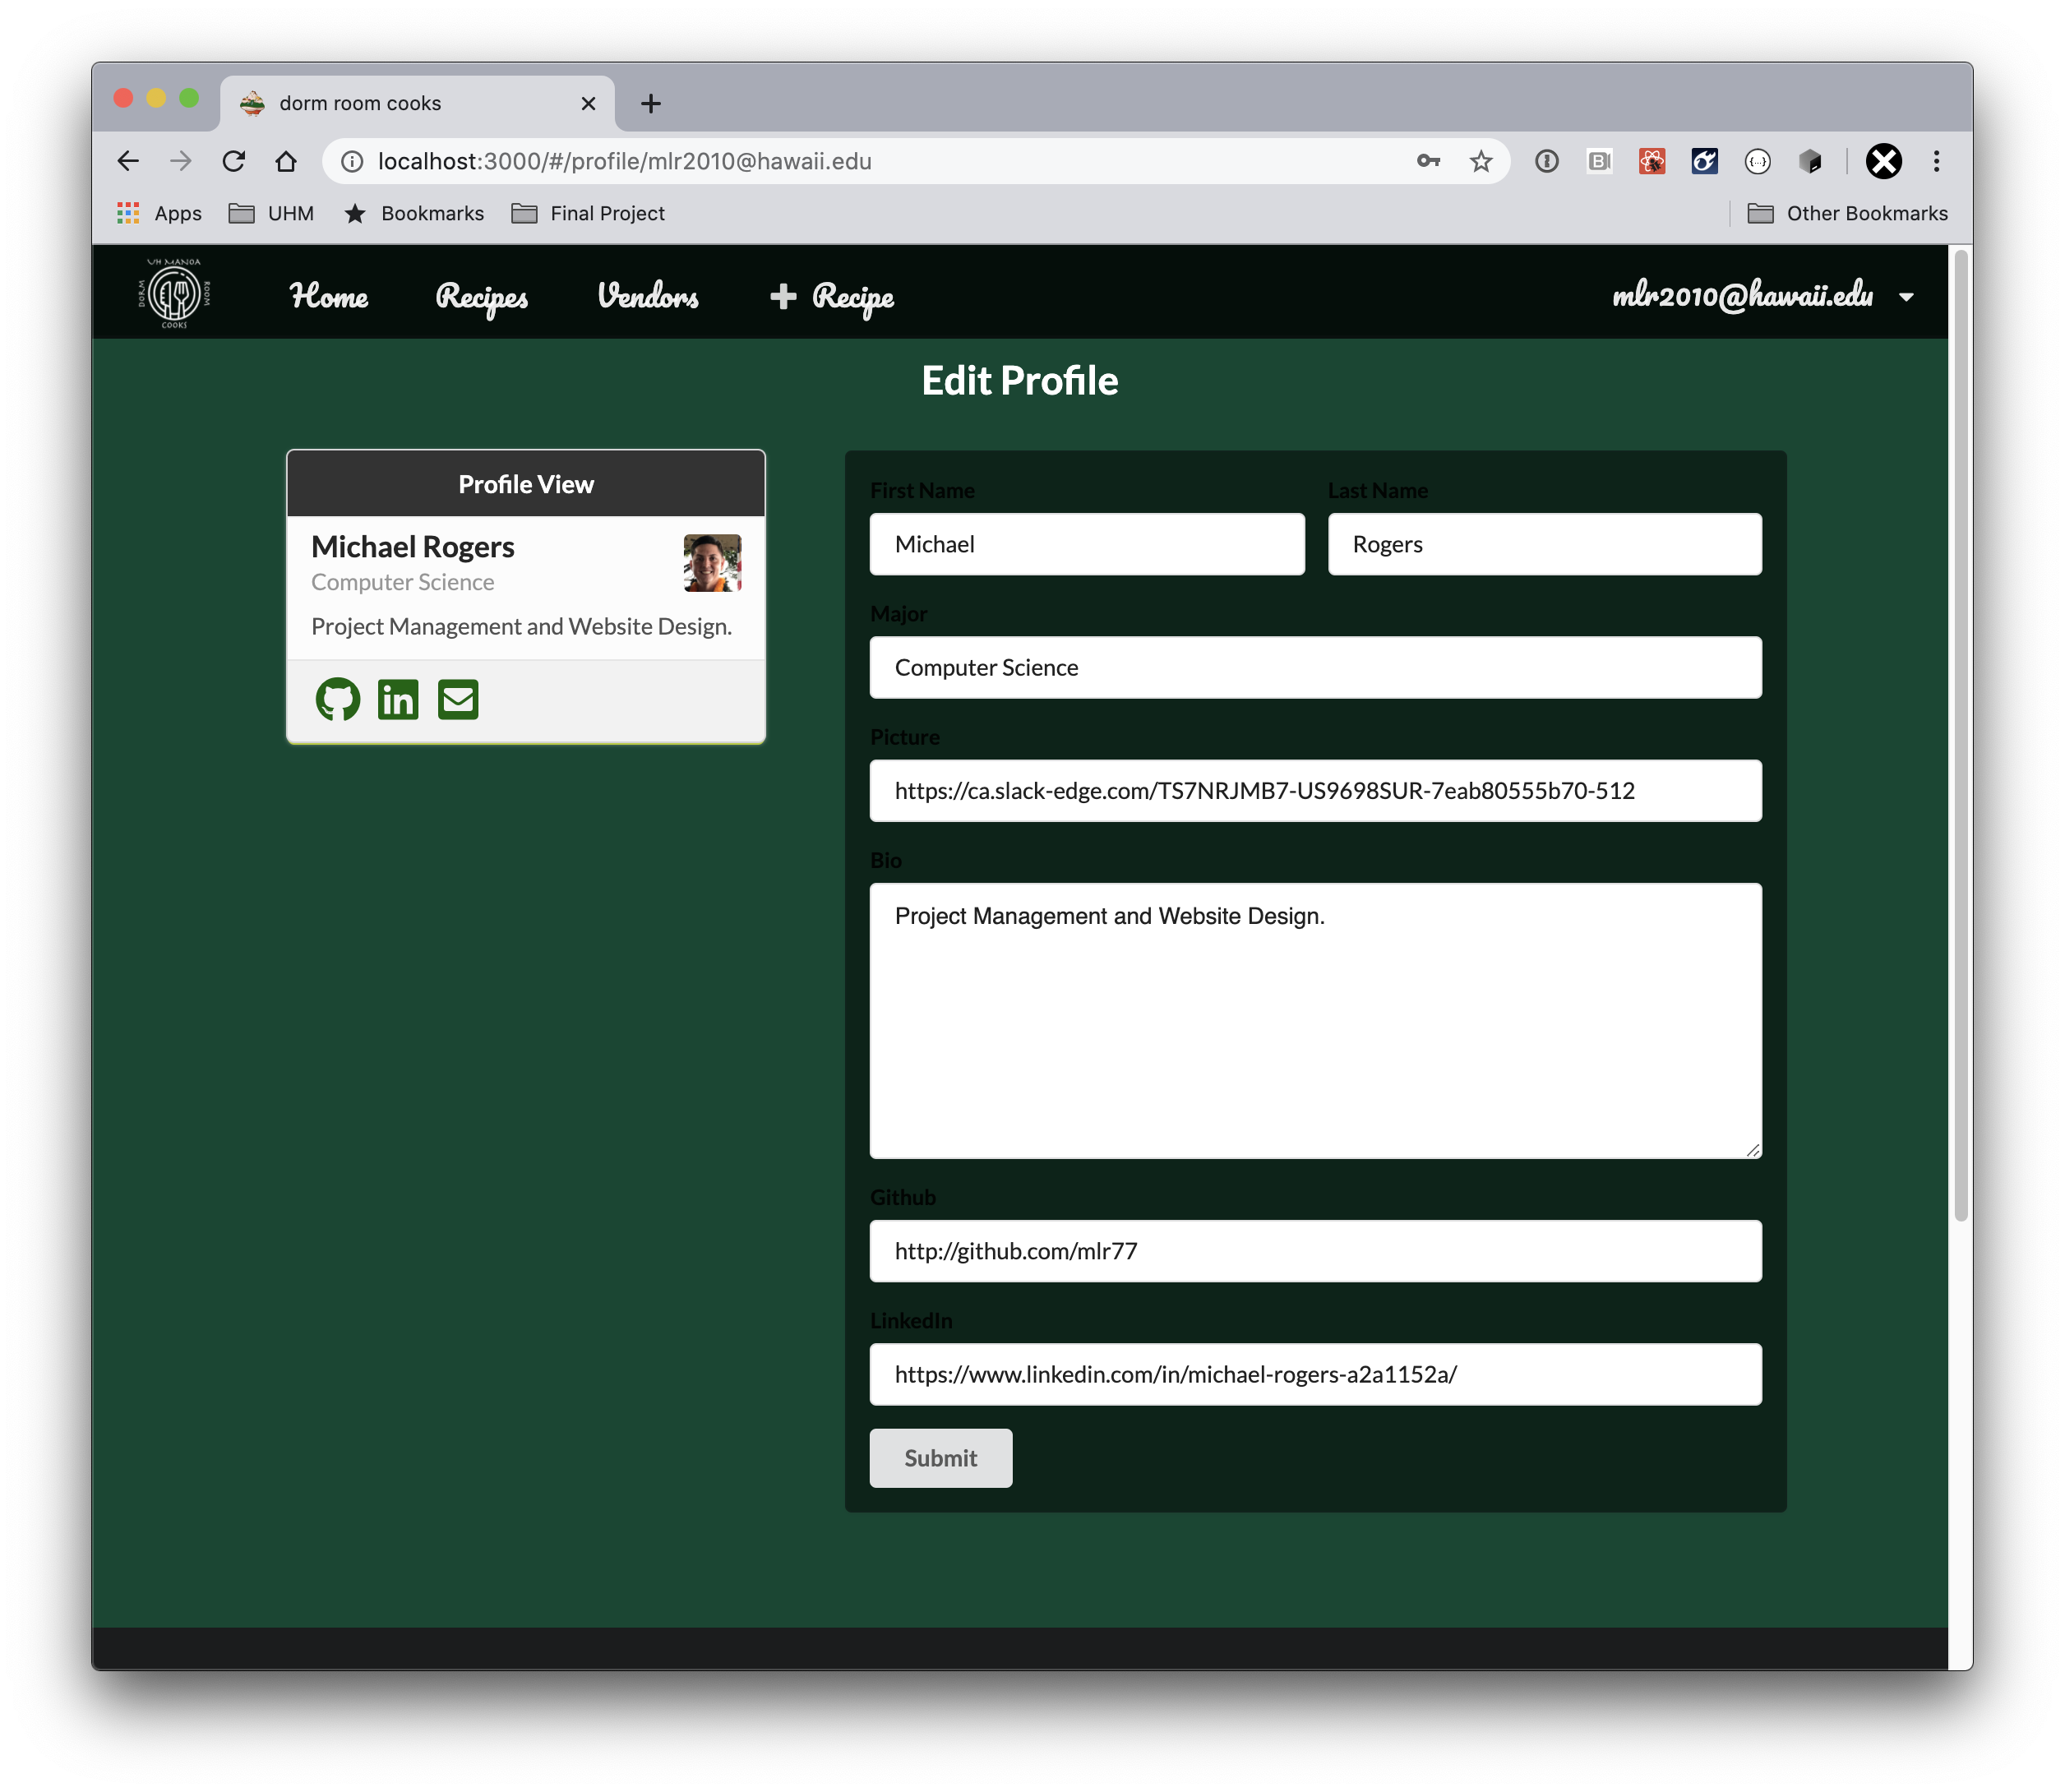 dorm room cooks
localhost:3000/#/profile/mlr2010@hawaii.edu
Apps UHM Bookmarks Final Project Other Bookmarks
UH MANOA
DORM ROOM
COOKS
Home Recipes Vendors Recipe mlr2010@hawaii.edu
Edit Profile
Profile View
Michael Rogers
Computer Science
Project Management and Website Design.
First Name Last Name
Michael Rogers
Major
Computer Science
Picture
https://ca.slack-edge.com/TS7NRJMB7-US9698SUR-7eab80555b70-512
Bio
Project Management and Website Design.
Github
http://github.com/mlr77
LinkedIn
https://www.linkedin.com/in/michael-rogers-a2a1152a/
Submit